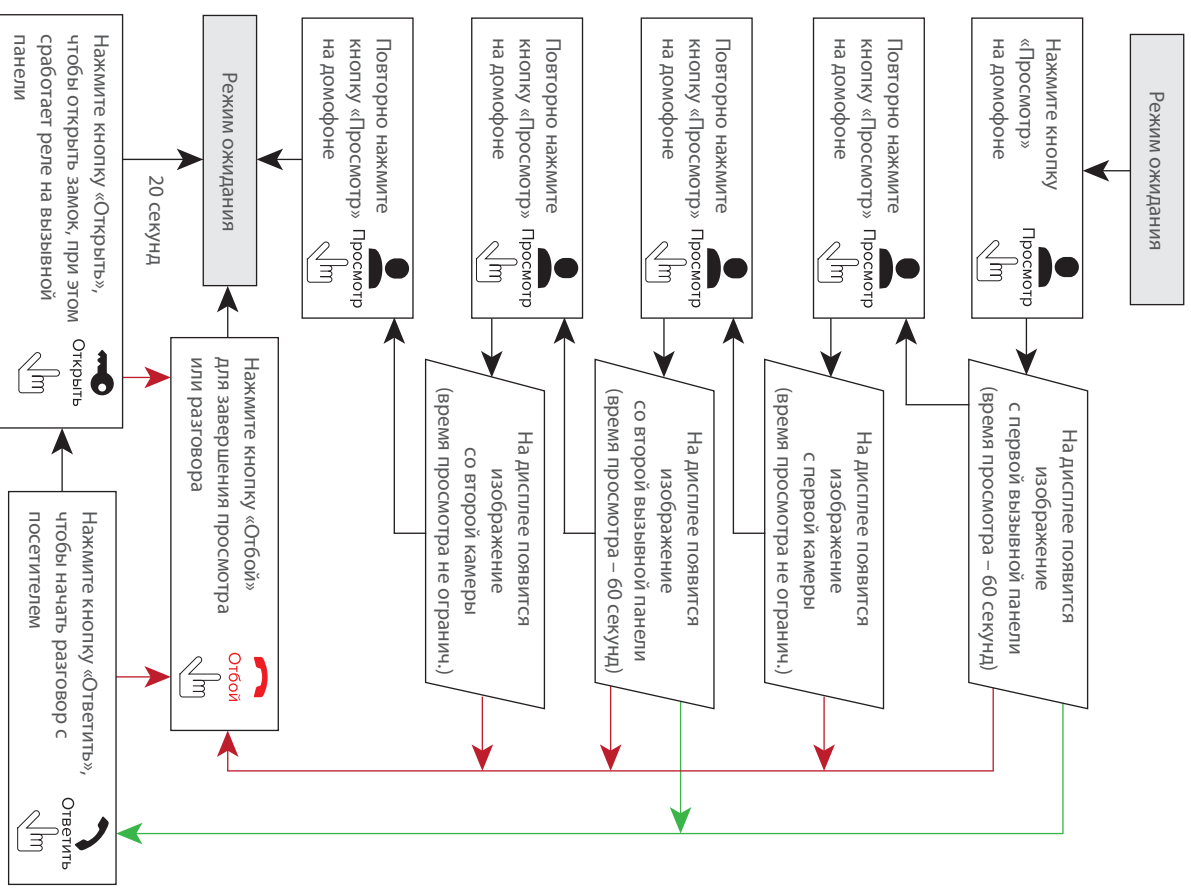 Режим ожидания
Нажмите кнопку
«Просмотр»
на домофоне
Просмотр
На дисплее появится
изображение
с первой вызывной панели
(время просмотра – 60 секунд)
Повторно нажмите
кнопку «Просмотр»
на домофоне
Просмотр
На дисплее появится
изображение
с первой камеры
(время просмотра не огранич.)
Повторно нажмите
кнопку «Просмотр»
на домофоне
Просмотр
На дисплее появится
изображение
со второй вызывной панели
(время просмотра – 60 секунд)
Повторно нажмите
кнопку «Просмотр»
на домофоне
Просмотр
На дисплее появится
изображение
со второй камеры
(время просмотра не огранич.)
Повторно нажмите
кнопку «Просмотр»
на домофоне
Просмотр
Режим ожидания
Нажмите кнопку «Отбой»
для завершения просмотра
или разговора
Отбой
20 секунд
Нажмите кнопку «Открыть»,
чтобы открыть замок, при этом
сработает реле на вызывной
панели
Открыть
Нажмите кнопку «Ответить»,
чтобы начать разговор с
посетителем
Ответить